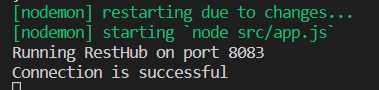 [nodemon] restarting due to changes...
[nodemon] starting `node src/app.js`
Running RestHub on port 8083
Connection is successful